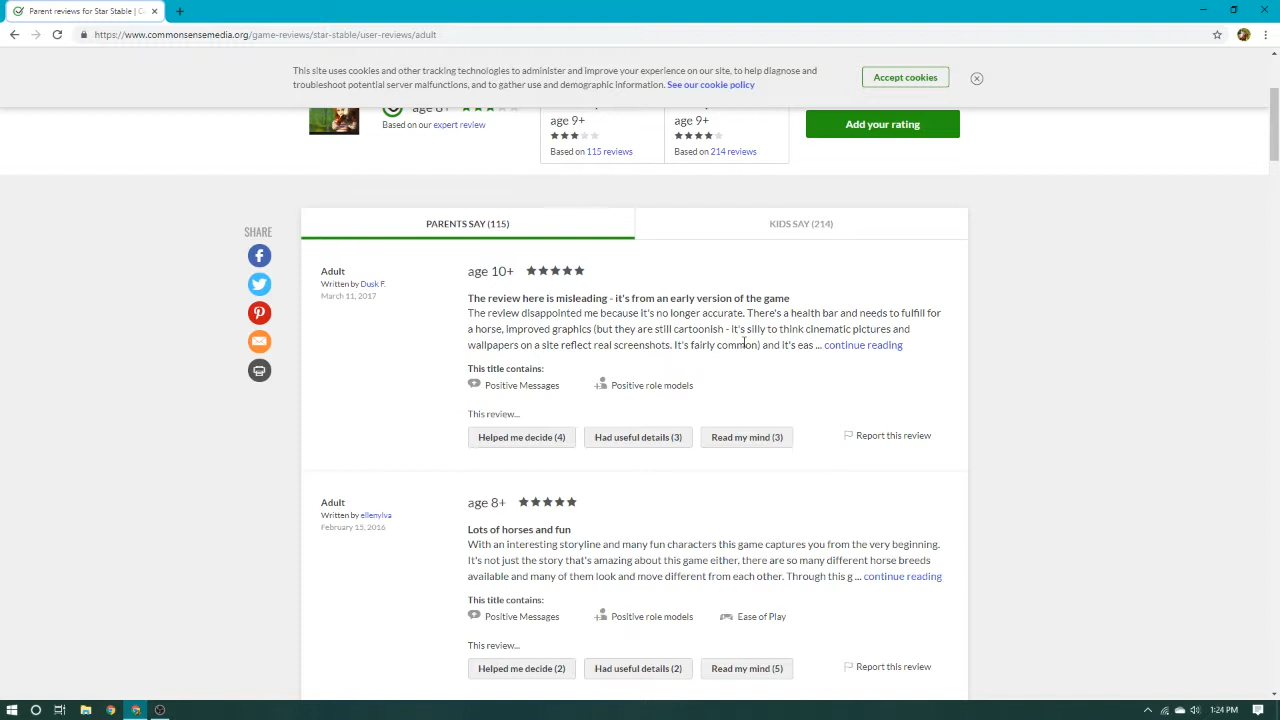 Parent reviews for Star Stable | C
https://www.commonsensemedia.org/game-reviews/star-stable/user-reviews/adult
This site uses cookies and other tracking technologies to administer and improve your experience on our site, to help diagnose and
troubleshoot potential server malfunctions, and to gather use and demographic information. See our cookie policy
Accept cookies
age 8+
Based on our expert review
age 9+
Based on 115 reviews
age 9+
Based on 214 reviews
Add your rating
SHARE
PARENTS SAY (115)
KIDS SAY (214)
Adult
Written by Dusk F.
March 11, 2017
age 10+
The review here is misleading - it's from an early version of the game
The review disappointed me because it's no longer accurate. There's a health bar and needs to fulfill for
a horse, improved graphics (but they are still cartoonish - it's silly to think cinematic pictures and
wallpapers on a site reflect real screenshots. It's fairly common) and it's eas ... continue reading
This title contains:
Positive Messages
Positive role models
This review...
Helped me decide (4)
Had useful details (3)
Read my mind (3)
Report this review
Adult
Written by ellenylva
February 15, 2016
age 8+
Lots of horses and fun
With an interesting storyline and many fun characters this game captures you from the very beginning.
It's not just the story that's amazing about this game either, there are so many different horse breeds
available and many of them look and move different from each other. Through this g ... continue reading
This title contains:
Positive Messages
Positive role models
Ease of Play
This review...
Helped me decide (2)
Had useful details (2)
Read my mind (5)
Report this review
1:24 PM